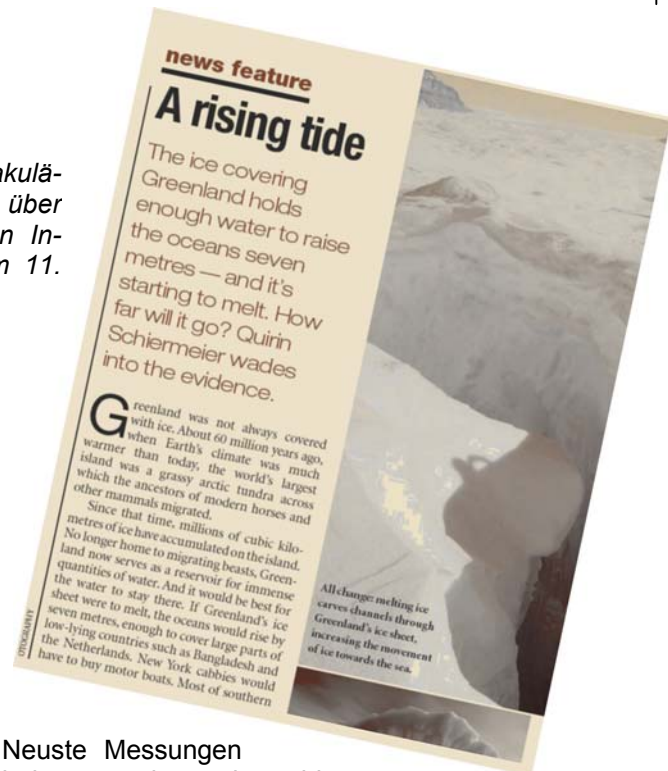 akulä-
über
n In-
m 11.
news feature
A rising tide
The ice covering
Greenland holds
enough water to raise
the oceans seven
metres — and it's
starting to melt. How
far will it go? Quirin
Schiermeier wades
into the evidence.
Greenland was not always covered
with ice. About 60 million years ago,
when Earth's climate was much
warmer than today, the world's largest
island was a grassy arctic tundra across
which the ancestors of modern horses and
other mammals migrated.
Since that time, millions of cubic kilo-
metres of ice have accumulated on the island.
No longer home to migrating beasts, Green-
land now serves as a reservoir for immense
quantities of water. And it would be best for
the water to stay there. If Greenland's ice
sheet were to melt, the oceans would rise by
seven metres, enough to cover large parts of
low-lying countries such as Bangladesh and
the Netherlands. New York cabbies would
have to buy motor boats. Most of southern
OTOGRAPHY
All change: melting ice
carves channels through
Greenland's ice sheet,
increasing the movement
of ice towards the sea.
Neuste Messungen